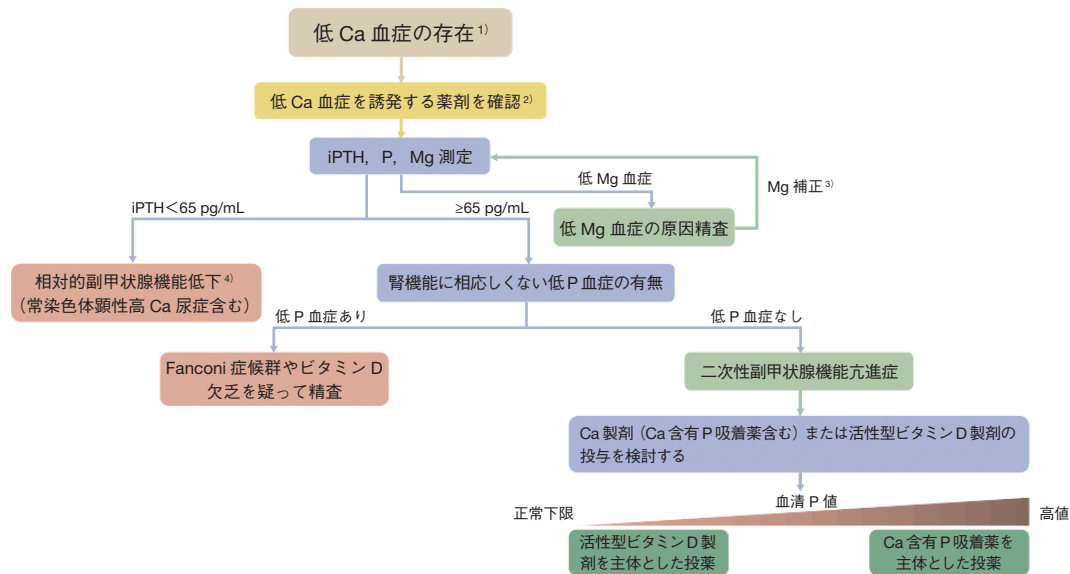 低 Ca 血症の存在1)
低 Ca 血症を誘発する薬剤を確認2)
iPTH，P，Mg 測定
低 Mg 血症
Mg 補正3)
iPTH＜65 pg/mL
≥65 pg/mL
低 Mg 血症の原因精査
相対的副甲状腺機能低下4)
（常染色体顕性高 Ca 尿症含む）
腎機能に相応しくない低 P 血症の有無
低 P 血症あり
低 P 血症なし
Fanconi 症候群やビタミン D
欠乏を疑って精査
二次性副甲状腺機能亢進症
Ca 製剤（Ca 含有 P 吸着薬含む）または活性型ビタミン D 製剤の
投与を検討する
血清 P 値
正常下限
高値
活性型ビタミン D 製
剤を主体とした投薬
Ca 含有 P 吸着薬を
主体とした投薬